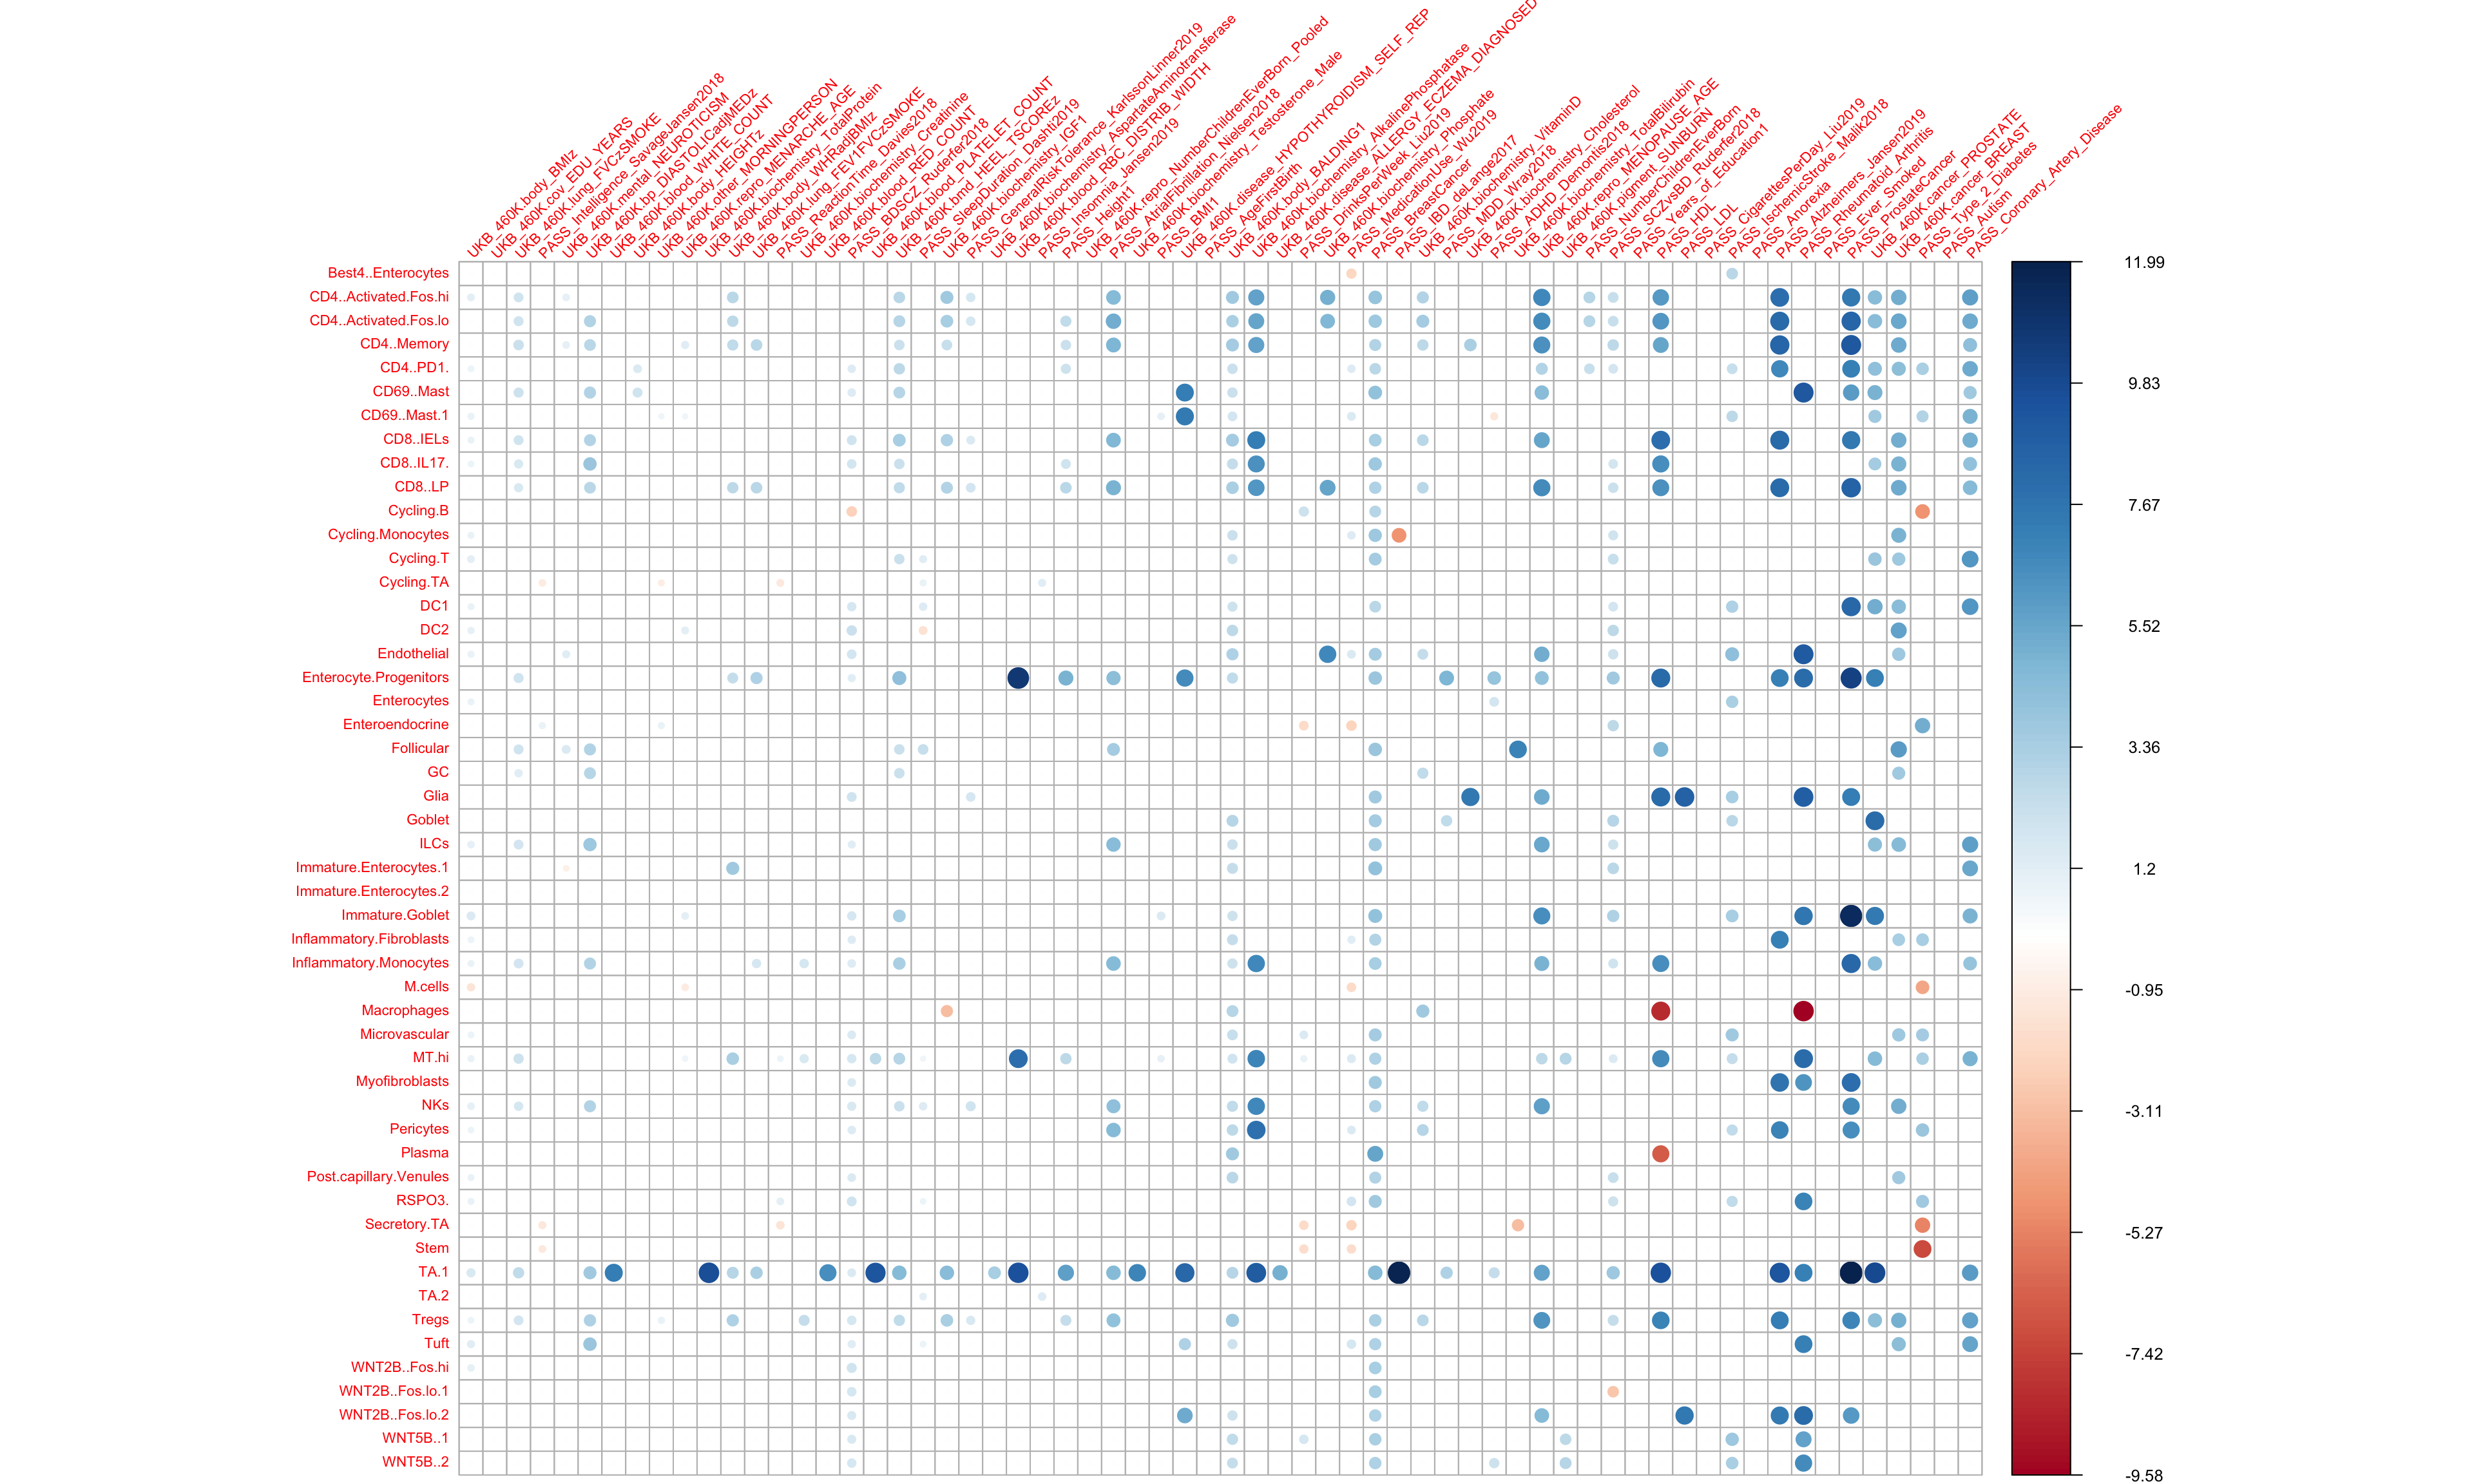 UKB_460K.body_BMIz
UKB_460K.cov_EDU_YEARS
UKB_460K.lung_FVCzSMOKE
PASS_Intelligence_SavageJansen2018
UKB_460K.mental_NEUROTICISM
UKB_460K.bp_DIASTOLICadjMEDz
UKB_460K.blood_WHITE_COUNT
UKB_460K.body_HEIGHTz
UKB_460K.other_MORNINGPERSON
UKB_460K.repro_MENARCHE_AGE
UKB_460K.biochemistry_TotalProtein
UKB_460K.body_WHRadjBMIz
UKB_460K.lung_FEV1FVCzSMOKE
PASS_ReactionTime_Davies2018
UKB_460K.biochemistry_Creatinine
UKB_460K.blood_RED_COUNT
PASS_BDSCZ_Ruderfer2018
UKB_460K.blood_PLATELET_COUNT
UKB_460K.bmd_HEEL_TSCOREz
PASS_SleepDuration_Dashti2019
UKB_460K.biochemistry_IGF1
PASS_GeneralRiskTolerance_KarlssonLinner2019
UKB_460K.biochemistry_AspartateAminotransferase
UKB_460K.blood_RBC_DISTRIB_WIDTH
PASS_Insomnia_Jansen2019
PASS_Height1
UKB_460K.repro_NumberChildrenEverBorn_Pooled
PASS_AtrialFibrillation_Nielsen2018
UKB_460K.biochemistry_Testosterone_Male
PASS_BMI1
UKB_460K.disease_HYPOTHYROIDISM_SELF_REP
PASS_AgeFirstBirth
UKB_460K.body_BALDING1
UKB_460K.biochemistry_AlkalinePhosphatase
UKB_460K.disease_ALLERGY_ECZEMA_DIAGNOSED
PASS_DrinksPerWeek_Liu2019
UKB_460K.biochemistry_Phosphate
PASS_MedicationUse_Wu2019
PASS_BreastCancer
PASS_IBD_deLange2017
UKB_460K.biochemistry_VitaminD
PASS_MDD_Wray2018
UKB_460K.biochemistry_Cholesterol
PASS_ADHD_Demontis2018
UKB_460K.biochemistry_TotalBilirubin
UKB_460K.repro_MENOPAUSE_AGE
UKB_460K.pigment_SUNBURN
PASS_NumberChildrenEverBorn
PASS_SCZvsBD_Ruderfer2018
PASS_Years_of_Education1
PASS_HDL
PASS_LDL
PASS_CigarettesPerDay_Liu2019
PASS_IschemicStroke_Malik2018
PASS_Anorexia
PASS_Alzheimers_Jansen2019
PASS_Rheumatoid_Arthritis
PASS_Ever_Smoked
PASS_ProstateCancer
UKB_460K.cancer_PROSTATE
UKB_460K.cancer_BREAST
PASS_Type_2_Diabetes
PASS_Autism
PASS_Coronary_Artery_Disease
Best4..Enterocytes
CD4..Activated.Fos.hi
CD4..Activated.Fos.lo
CD4..Memory
CD4..PD1.
CD69..Mast
CD69..Mast.1
CD8..IELs
CD8..IL17.
CD8..LP
Cycling.B
Cycling.Monocytes
Cycling.T
Cycling.TA
DC1
DC2
Endothelial
Enterocyte.Progenitors
Enterocytes
Enteroendocrine
Follicular
GC
Glia
Goblet
ILCs
Immature.Enterocytes.1
Immature.Enterocytes.2
Immature.Goblet
Inflammatory.Fibroblasts
Inflammatory.Monocytes
M.cells
Macrophages
Microvascular
MT.hi
Myofibroblasts
NKs
Pericytes
Plasma
Post.capillary.Venules
RSPO3.
Secretory.TA
Stem
TA.1
TA.2
Tregs
Tuft
WNT2B..Fos.hi
WNT2B..Fos.lo.1
WNT2B..Fos.lo.2
WNT5B..1
WNT5B..2
11.99
9.83
7.67
5.52
3.36
1.2
-0.95
-3.11
-5.27
-7.42
-9.58